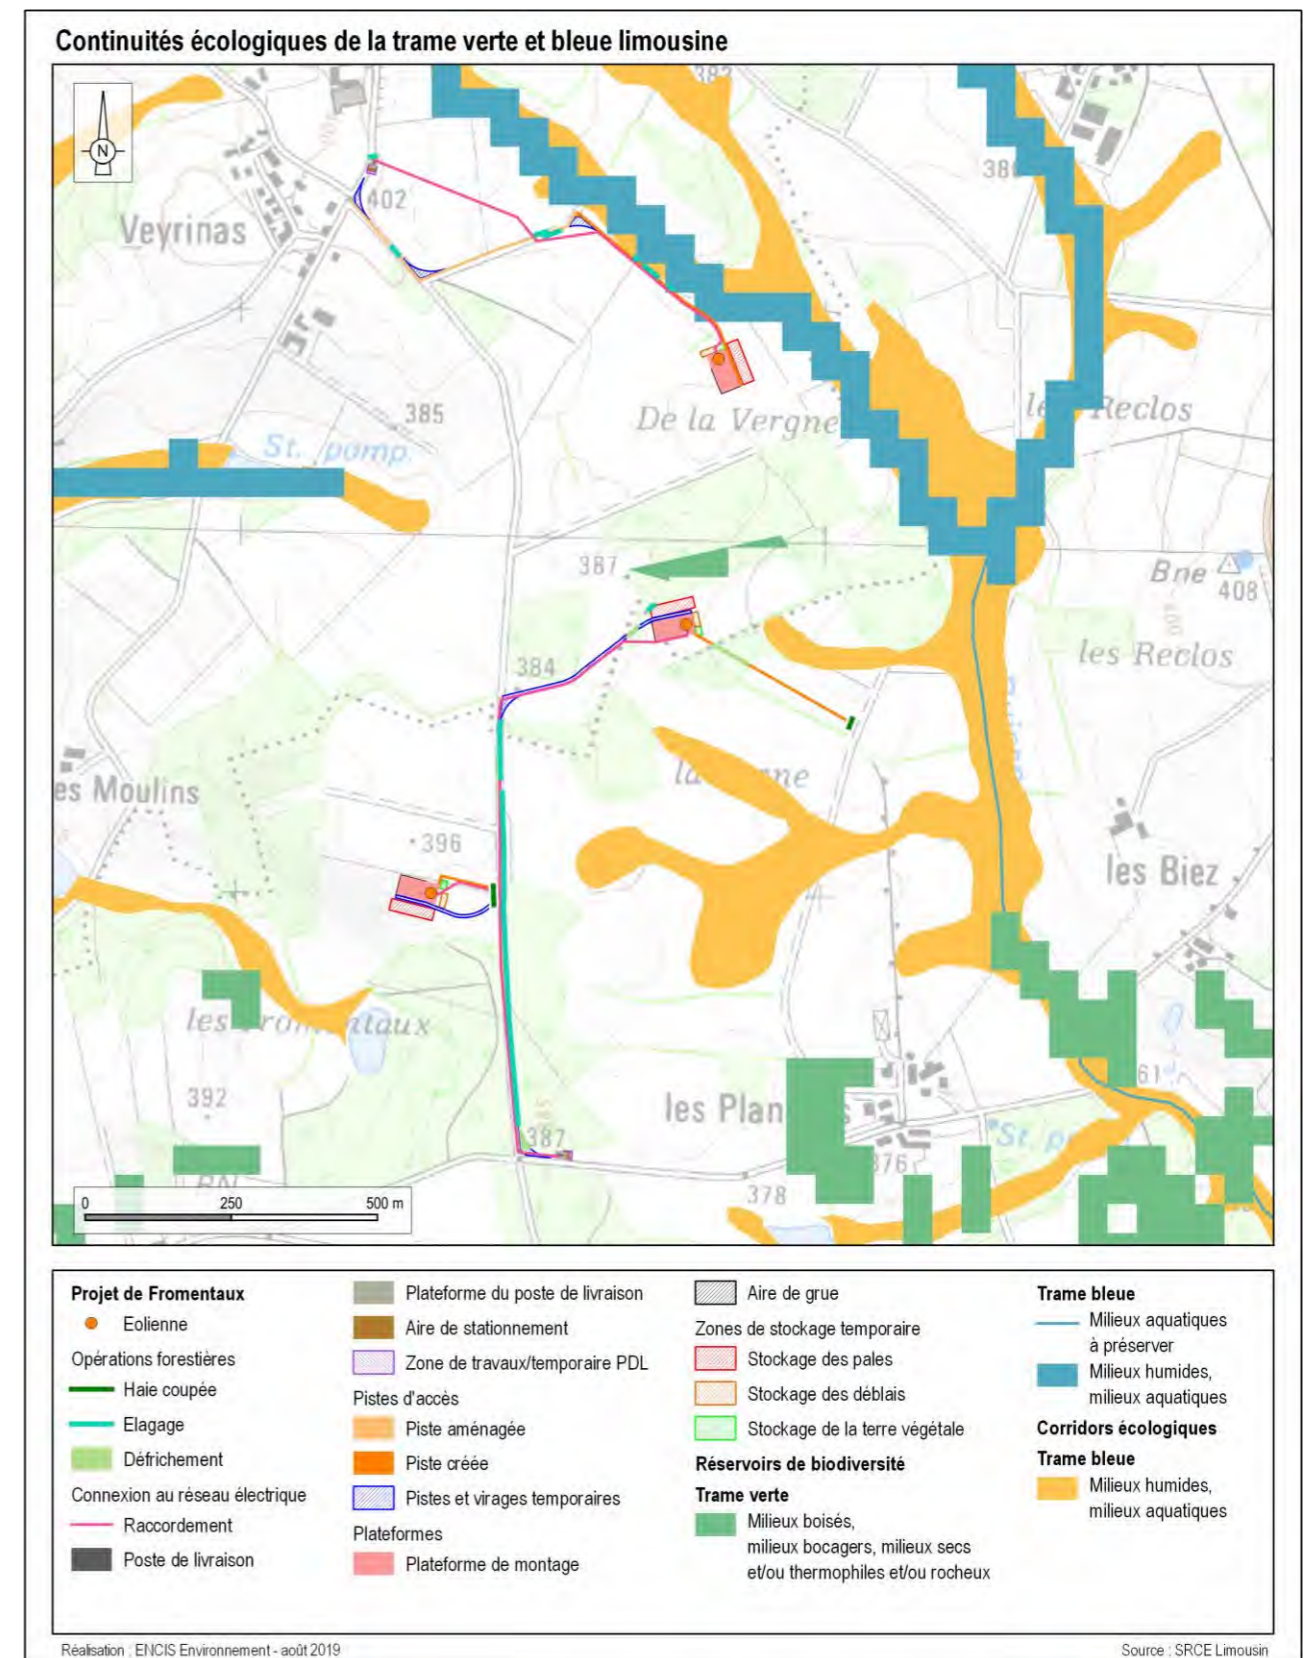 Continuités écologiques de la trame verte et bleue limousine
N
402
Veyrinas
385
De la Vergne
Reclos
St. pomp.
387
Bne
408
les Reclos
384
es Moulins
396
les Biez
392
387
les Plan
378
376
0 250 500 m
Projet de Fromentaux
Eolienne
Opérations forestières
Haie coupée
Elagage
Défrichement
Connexion au réseau électrique
Raccordement
Poste de livraison
Plateforme du poste de livraison
Aire de stationnement
Zone de travaux/temporaire PDL
Pistes d'accès
Piste aménagée
Piste créée
Pistes et virages temporaires
Plateformes
Plateforme de montage
Aire de grue
Zones de stockage temporaire
Stockage des pales
Stockage des déblais
Stockage de la terre végétale
Réservoirs de biodiversité
Trame verte
Milieux boisés,
milieux bocagers, milieux secs
et/ou thermophiles et/ou rocheux
Trame bleue
Milieux aquatiques
à préserver
Milieux humides,
milieux aquatiques
Corridors écologiques
Trame bleue
Milieux humides,
milieux aquatiques
Réalisation : ENCIS Environnement - août 2019
Source : SRCE Limousin